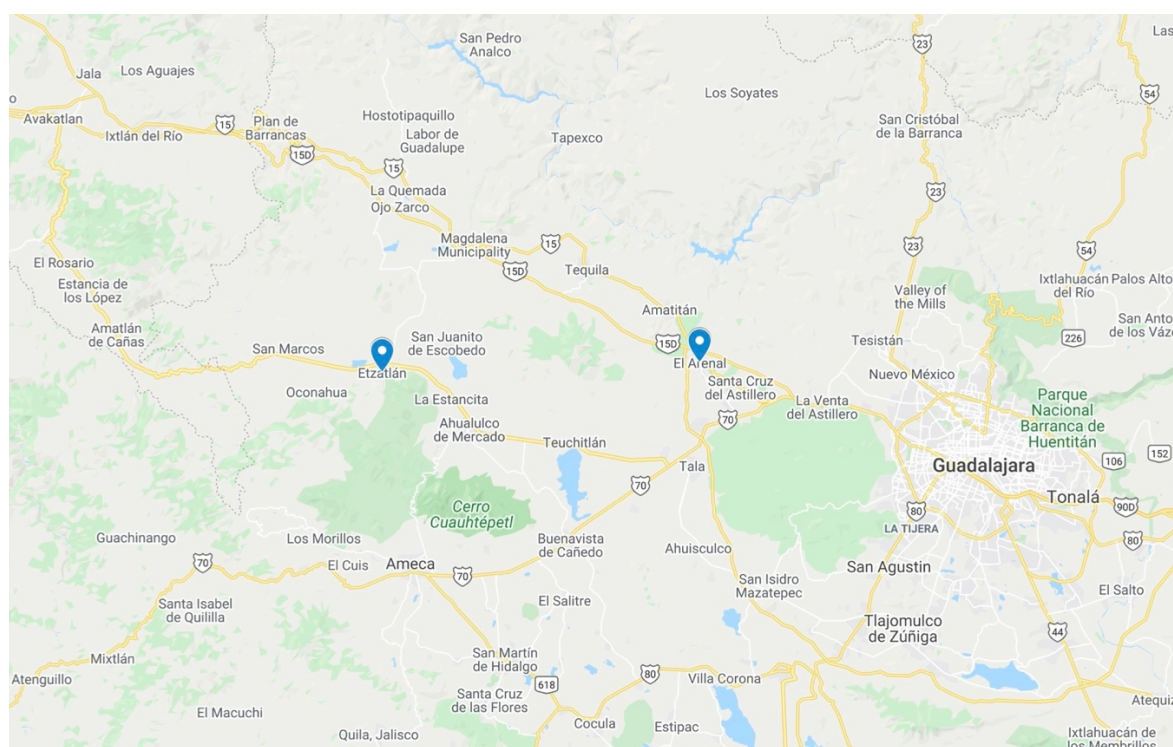 San Pedro
Analco
23
Las
Jala
Los Aguajes
Los Soyates
54
o
Avakatlan
Ixtlán del Río
15
Plan de
Barrancas
15D
Hostotipaquillo
Labor de
Guadalupe
Tapexco
San Cristóbal
de la Barranca
15
La Quemada
Ojo Zarco
23
Magdalena
Municipality
15
15D
Tequila
23
54
El Rosario
Estancia de
los López
Valley of
the Mills
Ixtlahuacán
del Río
Palos Altos
Amatitán
Amatlán
de Cañas
San Marcos
San Juanito
de Escobedo
15D
Tesistán
226
San Anto
de los Vázq
Etzatlán
El Arenal
Oconahua
La Estancita
Santa Cruz
del Astillero
Nuevo México
Ahualulco
de Mercado
70
La Venta
del Astillero
Parque
Nacional
Barranca de
Huentitán
Teuchitlán
Tala
Guadalajara
106
152
70
Cerro
Cuauhtépetl
Tonalá
90D
80
LA TIJERA
80
Guachinango
Los Morillos
Buenavista
de Cañedo
Ahuisculco
70
El Cuis
Ameca
70
San Agustin
San Isidro
Mazatepec
El Salto
Santa Isabel
de Quililla
El Salitre
Tlajomulco
de Zúñiga
44
Mixtlán
San Martín
de Hidalgo
Atenguillo
618
80
Villa Corona
Santa Cruz
de las Flores
Atequiz
El Macuchi
Cocula
Estipac
Quila, Jalisco
Ixtlahuacán de
los Membrillos